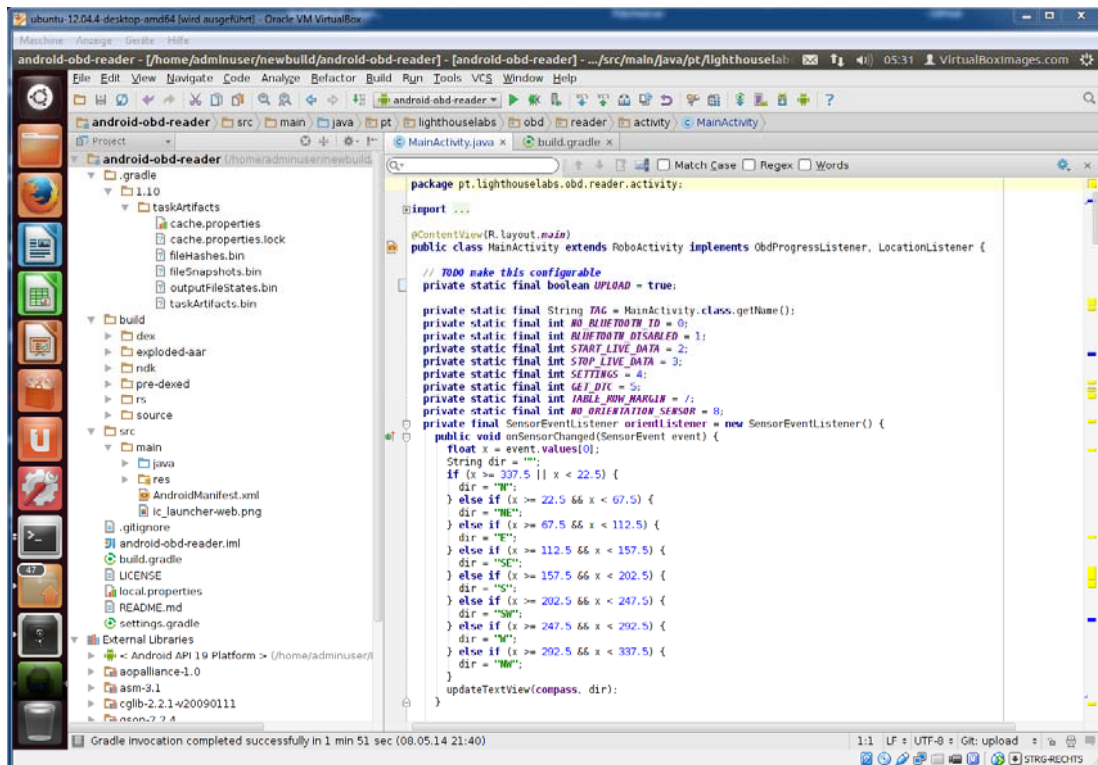 ubuntu-12.04.4-desktop-amd64 [wird ausgeführt] - Oracle VM VirtualBox
Maschine Anzeige Geräte Hilfe
android-obd-reader - [/home/adminuser/newbuild/android-obd-reader] - [android-obd-reader] - .../src/main/java/pt/lighthouselab 05:31 VirtualBoxImages.com
File Edit View Navigate Code Analyze Refactor Build Run Tools VCS Window Help
android-obd-reader
android-obd-reader src main java pt lighthouselabs obd reader activity MainActivity
Project
MainActivity.java
build.gradle
Match Case Regex Words
android-obd-reader (/home/adminuser/newbuild
.gradle
1.10
taskArtifacts
cache.properties
cache.properties.lock
fileHashes.bin
fileSnapshots.bin
outputFileStates.bin
taskArtifacts.bin
build
dex
exploded-aar
ndk
pre-dexed
rs
source
src
main
java
res
AndroidManifest.xml
ic_launcher-web.png
.gitignore
android-obd-reader.iml
build.gradle
LICENSE
local.properties
README.md
settings.gradle
External Libraries
< Android API 19 Platform > (/home/adminuser/
aopalliance-1.0
asm-3.1
cglib-2.2.1-v20090111
gson-2.2.4
47
package pt.lighthouselabs.obd.reader.activity;
import ...
@ContentView(R.layout.main)
public class MainActivity extends RoboActivity implements ObdProgressListener, LocationListener {
// TODO make this configurable
private static final boolean UPLOAD = true;
private static final String TAG = MainActivity.class.getName();
private static final int NO_BLUETOOTH_ID = 0;
private static final int BLUETOOTH_DISABLED = 1;
private static final int START_LIVE_DATA = 2;
private static final int STOP_LIVE_DATA = 3;
private static final int SETTINGS = 4;
private static final int GET_DTC = 5;
private static final int TABLE_ROW_MARGIN = 7;
private static final int NO_ORIENTATION_SENSOR = 8;
private final SensorEventListener orientListener = new SensorEventListener() {
public void onSensorChanged(SensorEvent event) {
float x = event.values[0];
String dir = "";
if (x >= 337.5 || x < 22.5) {
dir = "N";
} else if (x >= 22.5 && x < 67.5) {
dir = "NE";
} else if (x >= 67.5 && x < 112.5) {
dir = "E";
} else if (x >= 112.5 && x < 157.5) {
dir = "SE";
} else if (x >= 157.5 && x < 202.5) {
dir = "S";
} else if (x >= 202.5 && x < 247.5) {
dir = "SW";
} else if (x >= 247.5 && x < 292.5) {
dir = "W";
} else if (x >= 292.5 && x < 337.5) {
dir = "NW";
}
updateTextView(compass, dir);
}
Gradle invocation completed successfully in 1 min 51 sec (08.05.14 21:40) 1:1 LF UTF-8 Git: upload
STRG-RECHTS